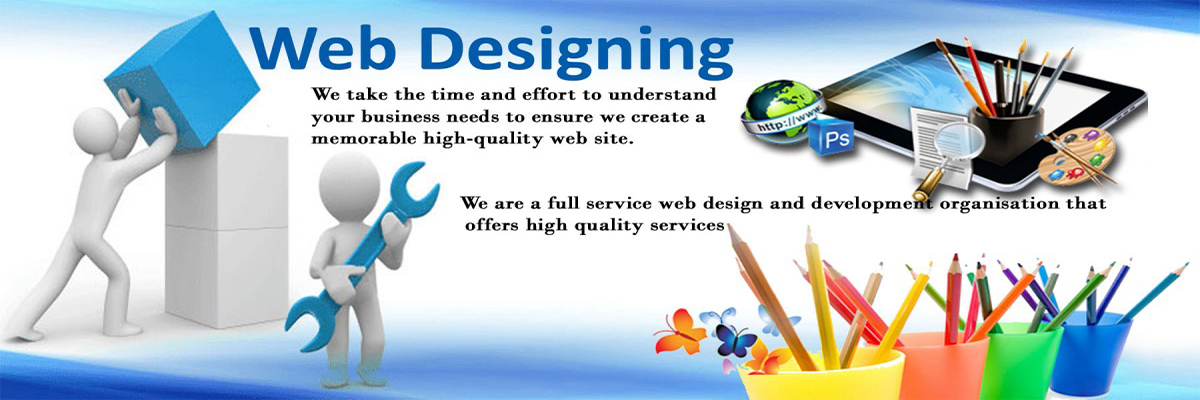 Web Designing
We take the time and effort to understand
your business needs to ensure we create a
memorable high-quality web site.
http://www.
Ps
We are a full service web design and development organisation that
offers high quality services